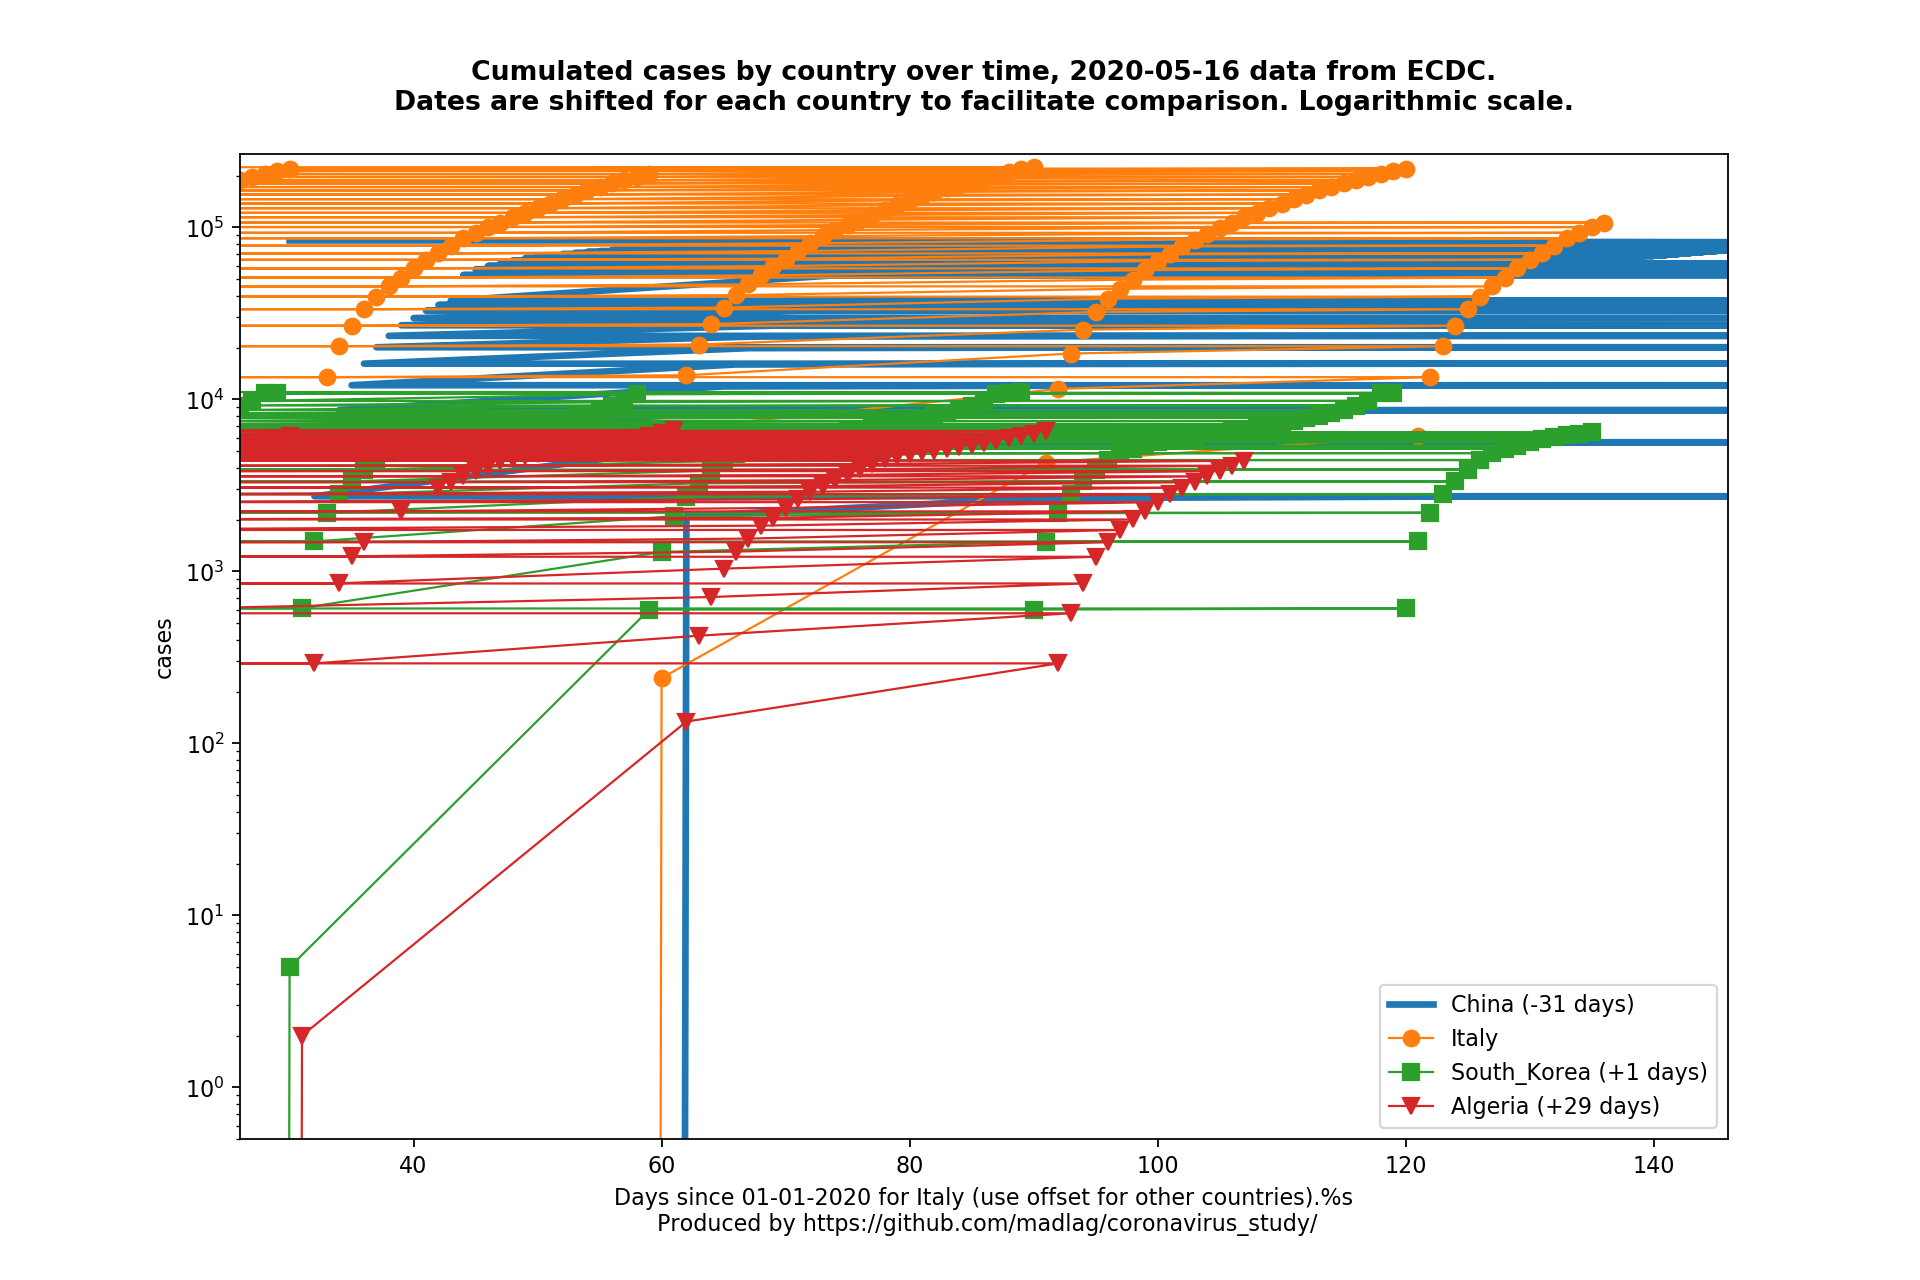 Cumulated cases by country over time, 2020-05-16 data from ECDC.
Dates are shifted for each country to facilitate comparison. Logarithmic scale.
10^5
10^4
10^3
10^2
10^1
10^0
cases
40 60 80 100 120 140
China (-31 days)
Italy
South_Korea (+1 days)
Algeria (+29 days)
Days since 01-01-2020 for Italy (use offset for other countries).%s
Produced by https://github.com/madlag/coronavirus_study/